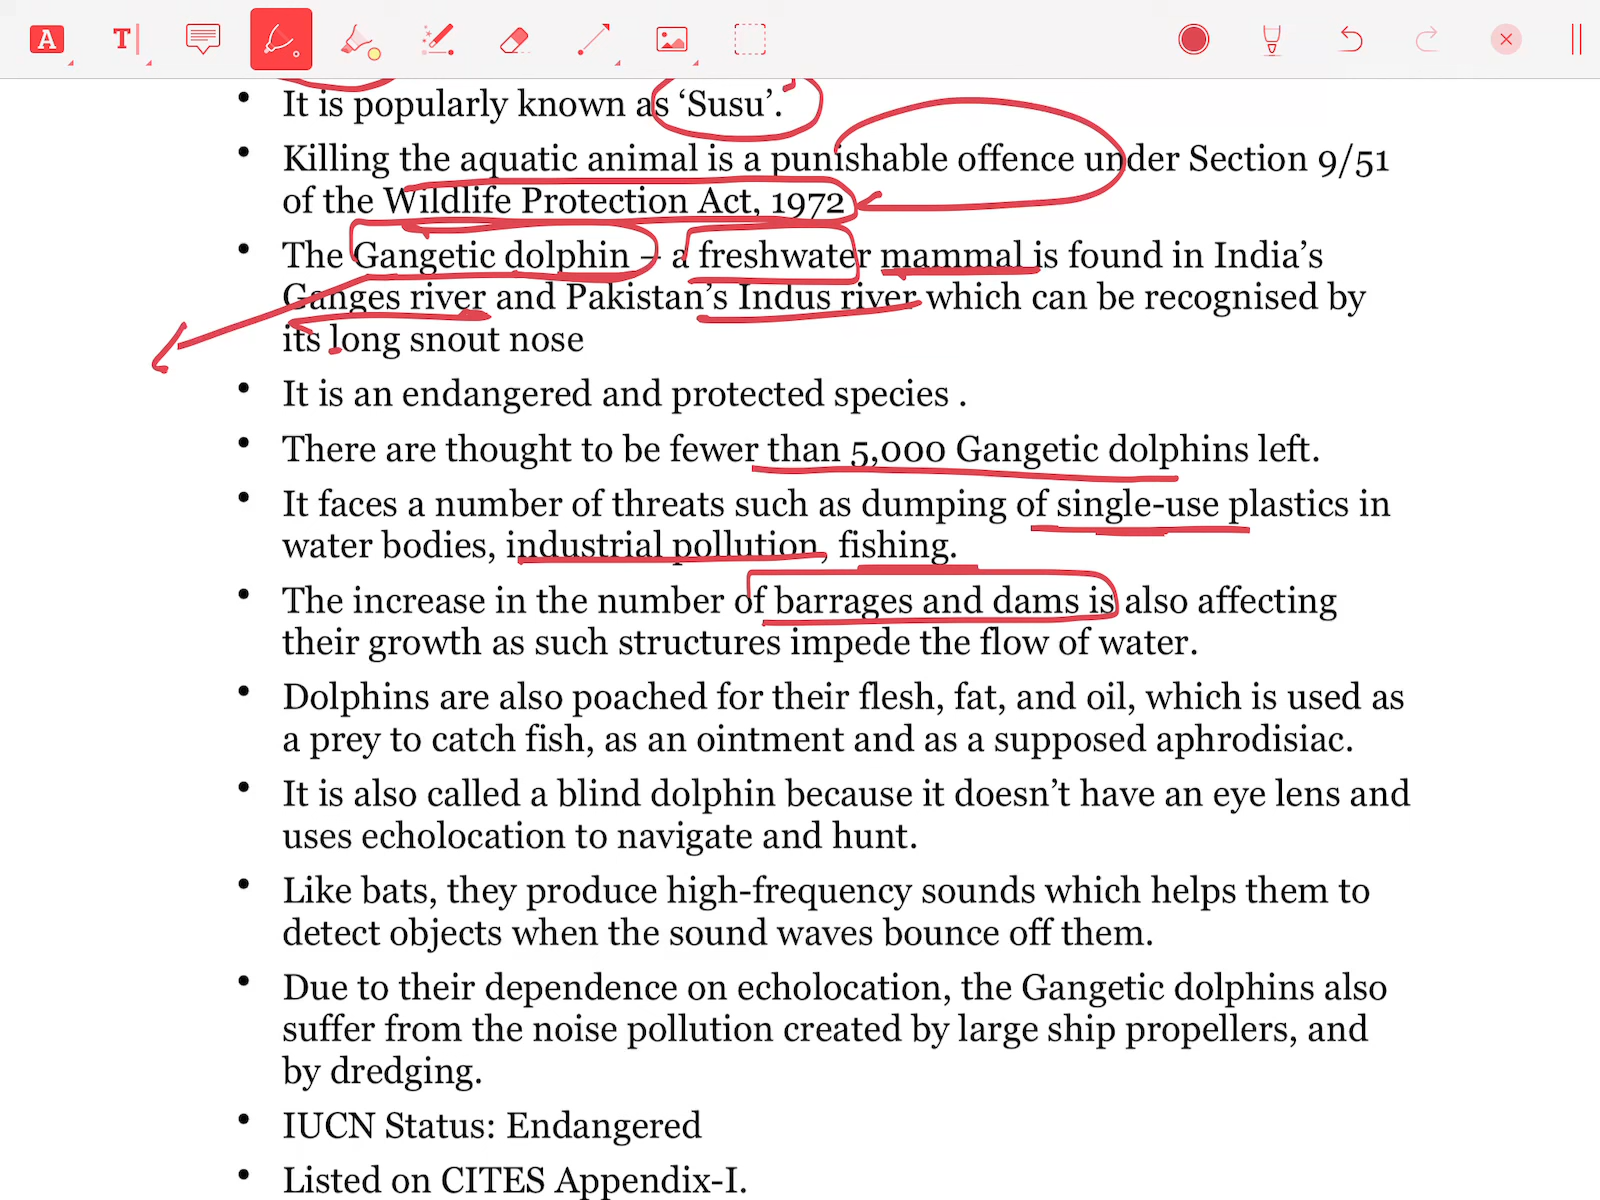 A T
• It is popularly known as ‘Susu’.
• Killing the aquatic animal is a punishable offence under Section 9/51
of the Wildlife Protection Act, 1972
• The Gangetic dolphin – a freshwater mammal is found in India’s
Ganges river and Pakistan’s Indus river which can be recognised by
its long snout nose
• It is an endangered and protected species .
• There are thought to be fewer than 5,000 Gangetic dolphins left.
• It faces a number of threats such as dumping of single-use plastics in
water bodies, industrial pollution, fishing.
• The increase in the number of barrages and dams is also affecting
their growth as such structures impede the flow of water.
• Dolphins are also poached for their flesh, fat, and oil, which is used as
a prey to catch fish, as an ointment and as a supposed aphrodisiac.
• It is also called a blind dolphin because it doesn’t have an eye lens and
uses echolocation to navigate and hunt.
• Like bats, they produce high-frequency sounds which helps them to
detect objects when the sound waves bounce off them.
• Due to their dependence on echolocation, the Gangetic dolphins also
suffer from the noise pollution created by large ship propellers, and
by dredging.
• IUCN Status: Endangered
• Listed on CITES Appendix-I.